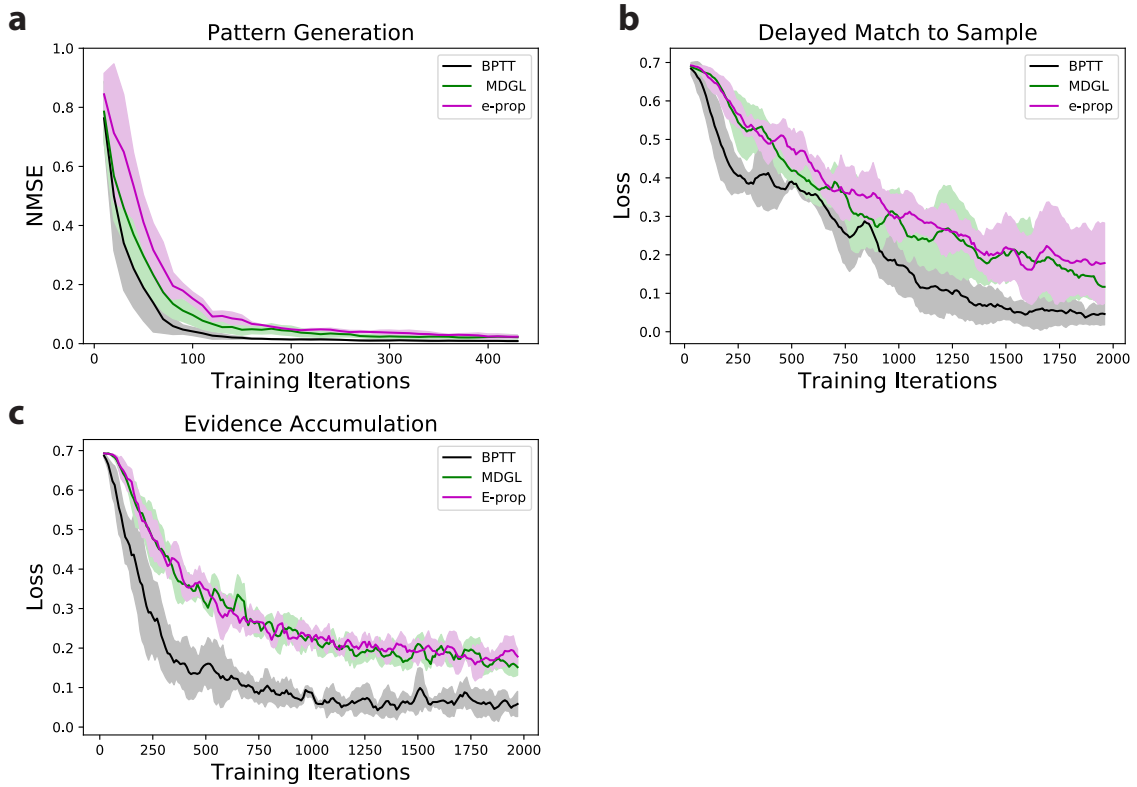 a
Pattern Generation
1.0
0.8
0.6
0.4
0.2
0.0
NMSE
BPTT
MDGL
e-prop
0
100
200
300
400
Training Iterations
b
Delayed Match to Sample
0.7
0.6
0.5
0.4
0.3
0.2
0.1
0.0
Loss
BPTT
MDGL
e-prop
0
250
500
750
1000
1250
1500
1750
2000
Training Iterations
c
Evidence Accumulation
0.7
0.6
0.5
0.4
0.3
0.2
0.1
0.0
Loss
BPTT
MDGL
E-prop
0
250
500
750
1000
1250
1500
1750
2000
Training Iterations